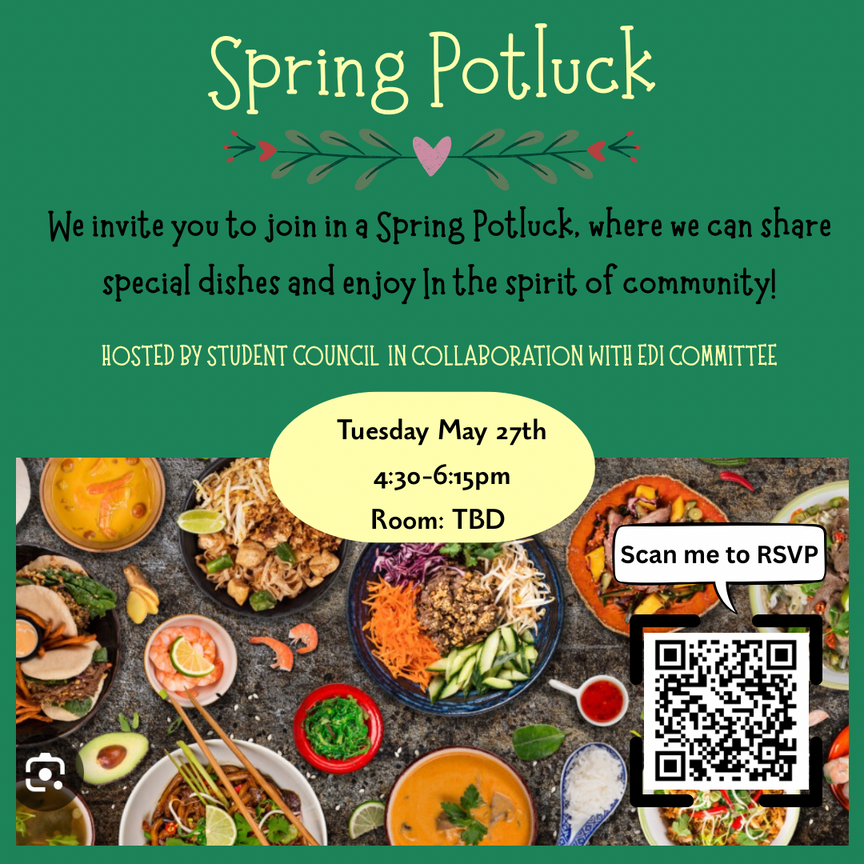 Spring Potluck
We invite you to join in a Spring Potluck, where we can share
special dishes and enjoy In the spirit of community!
HOSTED BY STUDENT COUNCIL IN COLLABORATION WITH EDI COMMITTEE
Tuesday May 27th
4:30-6:15pm
Room: TBD
Scan me to RSVP